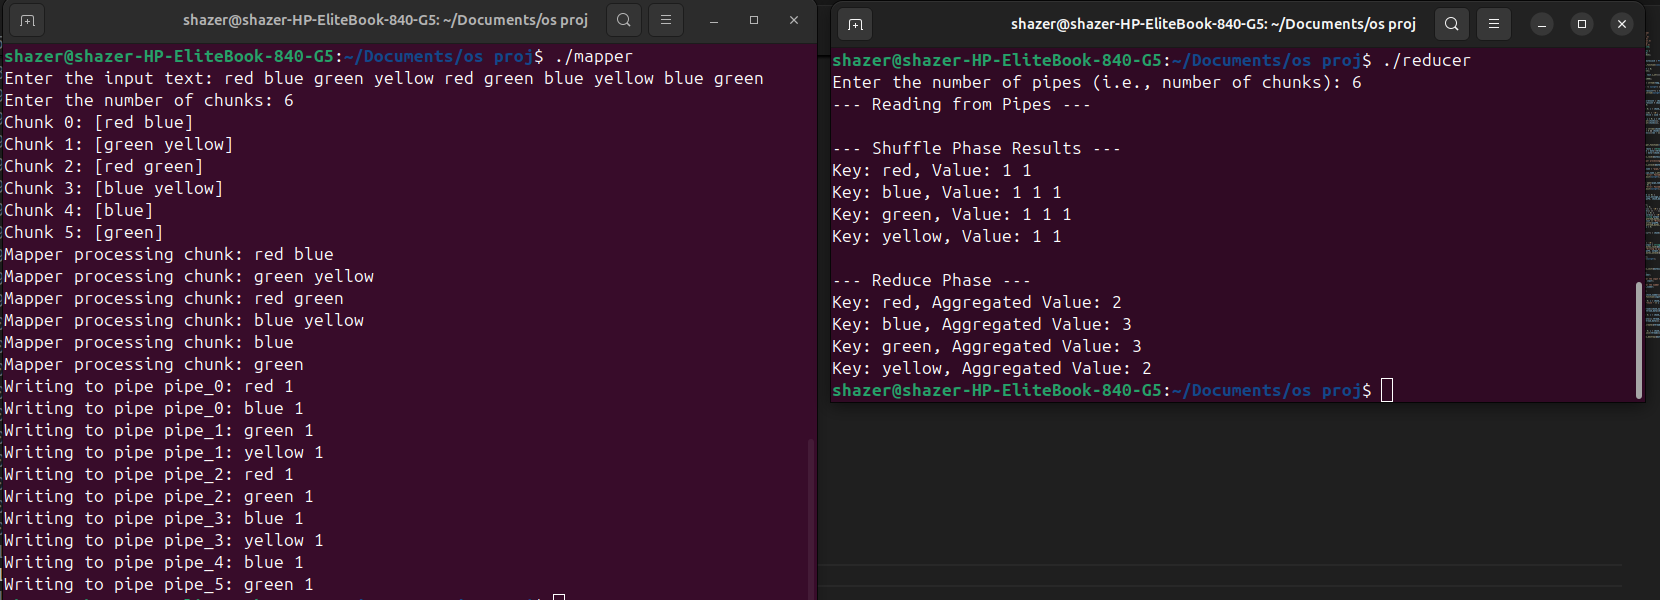 shazer@shazer-HP-EliteBook-840-G5: ~/Documents/os proj
shazer@shazer-HP-EliteBook-840-G5:~/Documents/os proj$ ./mapper
Enter the input text: red blue green yellow red green blue yellow blue green
Enter the number of chunks: 6
Chunk 0: [red blue]
Chunk 1: [green yellow]
Chunk 2: [red green]
Chunk 3: [blue yellow]
Chunk 4: [blue]
Chunk 5: [green]
Mapper processing chunk: red blue
Mapper processing chunk: green yellow
Mapper processing chunk: red green
Mapper processing chunk: blue yellow
Mapper processing chunk: blue
Mapper processing chunk: green
Writing to pipe pipe_0: red 1
Writing to pipe pipe_0: blue 1
Writing to pipe pipe_1: green 1
Writing to pipe pipe_1: yellow 1
Writing to pipe pipe_2: red 1
Writing to pipe pipe_2: green 1
Writing to pipe pipe_3: blue 1
Writing to pipe pipe_3: yellow 1
Writing to pipe pipe_4: blue 1
Writing to pipe pipe_5: green 1
shazer@shazer-HP-EliteBook-840-G5: ~/Documents/os proj
shazer@shazer-HP-EliteBook-840-G5:~/Documents/os proj$ ./reducer
Enter the number of pipes (i.e., number of chunks): 6
--- Reading from Pipes ---
--- Shuffle Phase Results ---
Key: red, Value: 1 1
Key: blue, Value: 1 1 1
Key: green, Value: 1 1 1
Key: yellow, Value: 1 1
--- Reduce Phase ---
Key: red, Aggregated Value: 2
Key: blue, Aggregated Value: 3
Key: green, Aggregated Value: 3
Key: yellow, Aggregated Value: 2
shazer@shazer-HP-EliteBook-840-G5:~/Documents/os proj$